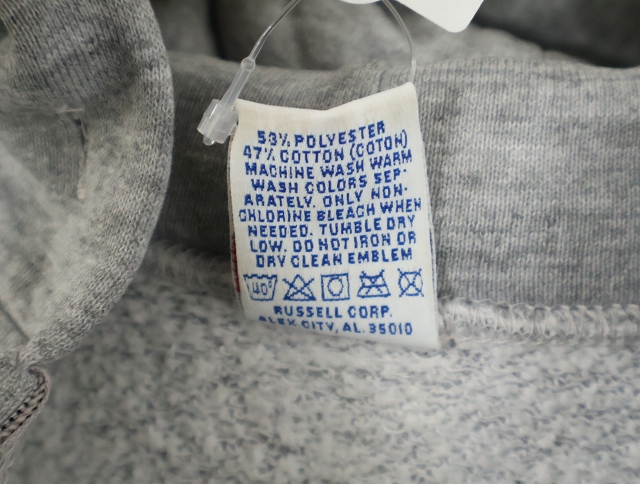 53% POLYESTER
47% COTTON (COTON)
MACHINE WASH WARM
WASH COLORS SEP-
ARATELY. ONLY NON-
CHLORINE BLEACH WHEN
NEEDED. TUMBLE DRY
LOW. DO NOT IRON OR
DRY CLEAN EMBLEM
40°
RUSSELL CORP.
ALEX CITY, AL. 35010